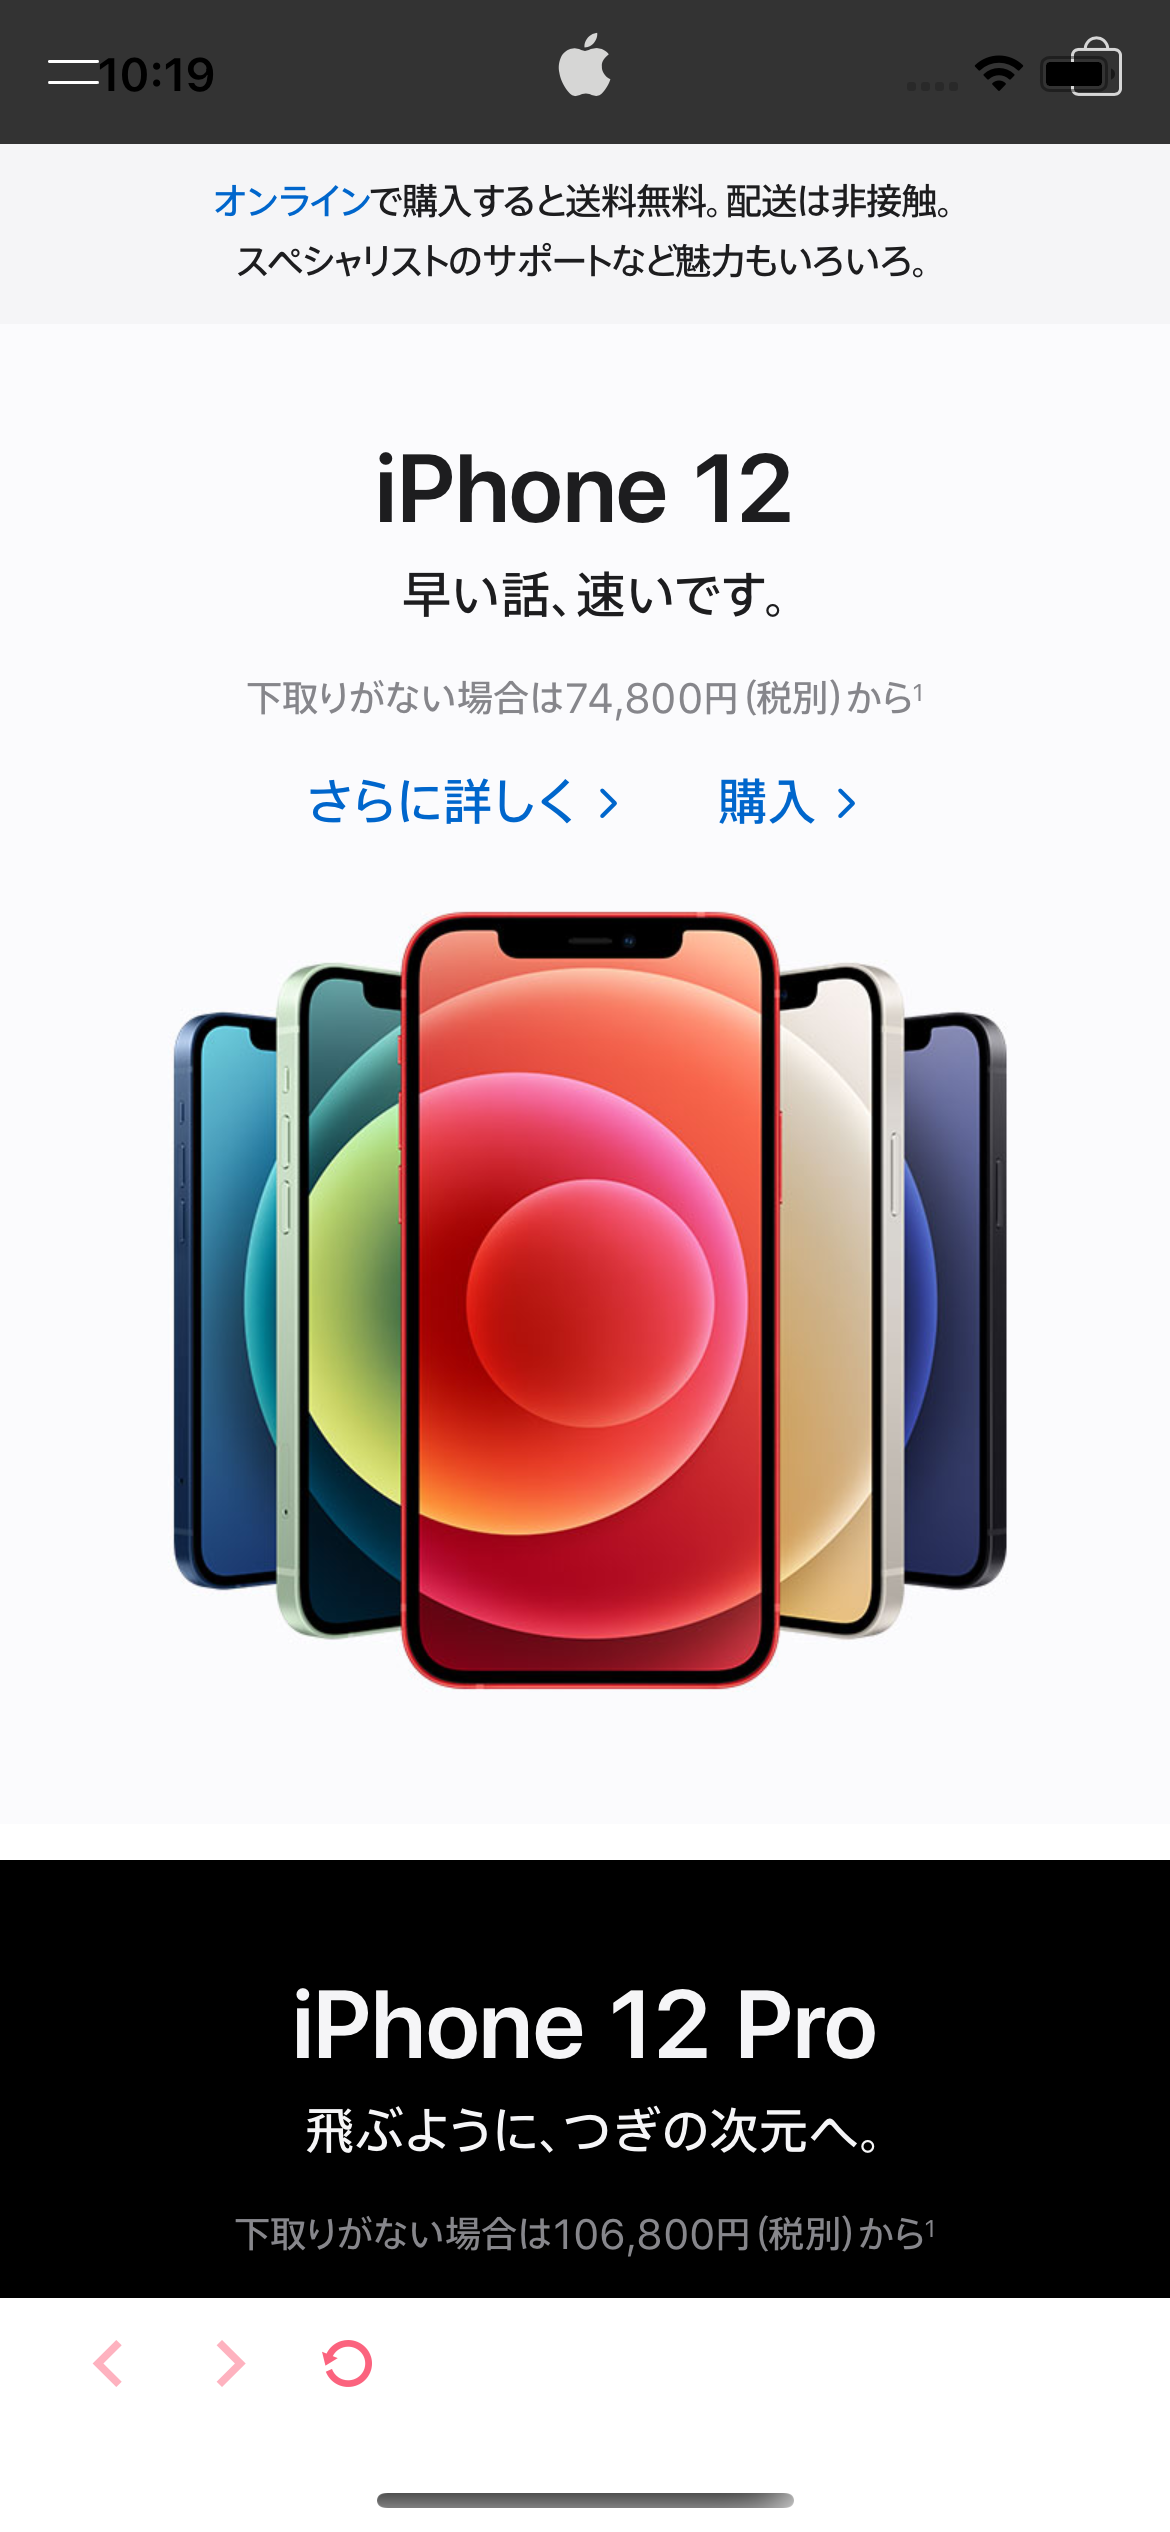 10:19
オンラインで購入すると送料無料。配送は非接触。
スペシャリストのサポートなど魅力もいろいろ。
iPhone 12
早い話、速いです。
下取りがない場合は74,800円(税別)から¹
さらに詳しく >
購入 >
iPhone 12 Pro
飛ぶように、つぎの次元へ。
下取りがない場合は106,800円(税別)から¹